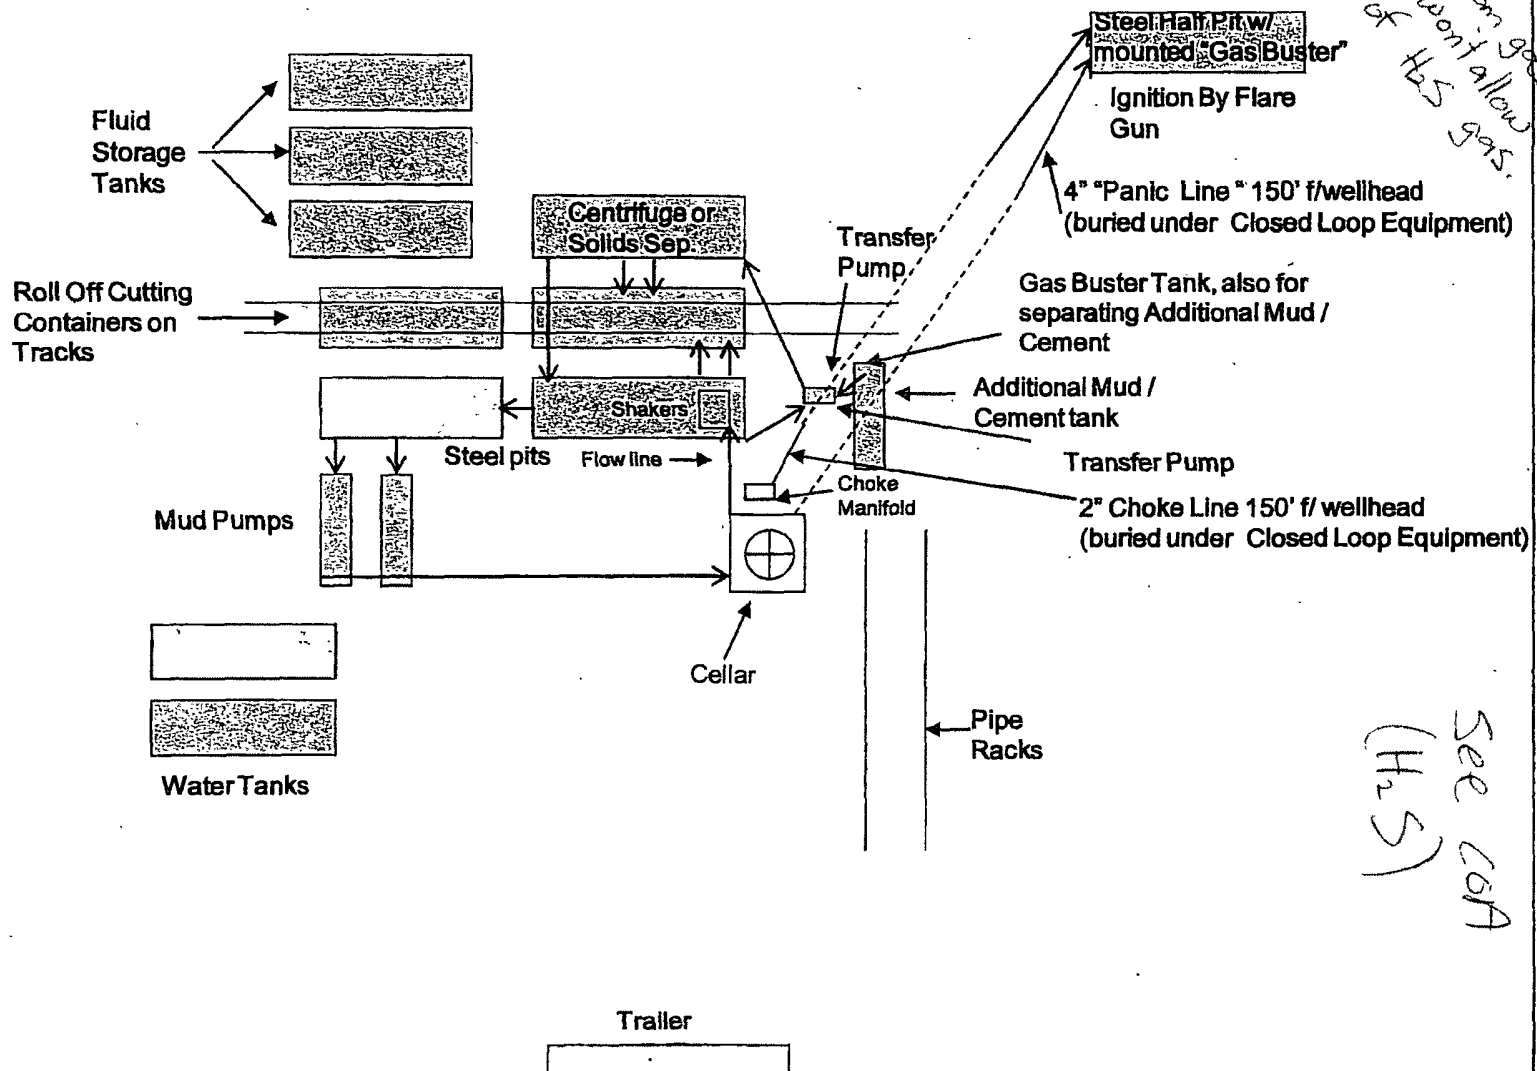 Steel Half Pit w/
mounted "Gas Buster"
Ignition By Flare
Gun
won't allow
of H2S gas.
Fluid
Storage
Tanks
4" "Panic Line " 150' f/wellhead
(buried under Closed Loop Equipment)
Centrifuge or
Solids Sep.
Transfer
Pump
Roll Off Cutting
Containers on
Tracks
Gas Buster Tank, also for
separating Additional Mud /
Cement
Additional Mud /
Cement tank
Shakers
Steel pits
Flow line
Transfer Pump
Choke
Manifold
2" Choke Line 150' f/ wellhead
(buried under Closed Loop Equipment)
Mud Pumps
Cellar
Pipe
Racks
Water Tanks
See COA
(H2S)
Trailer